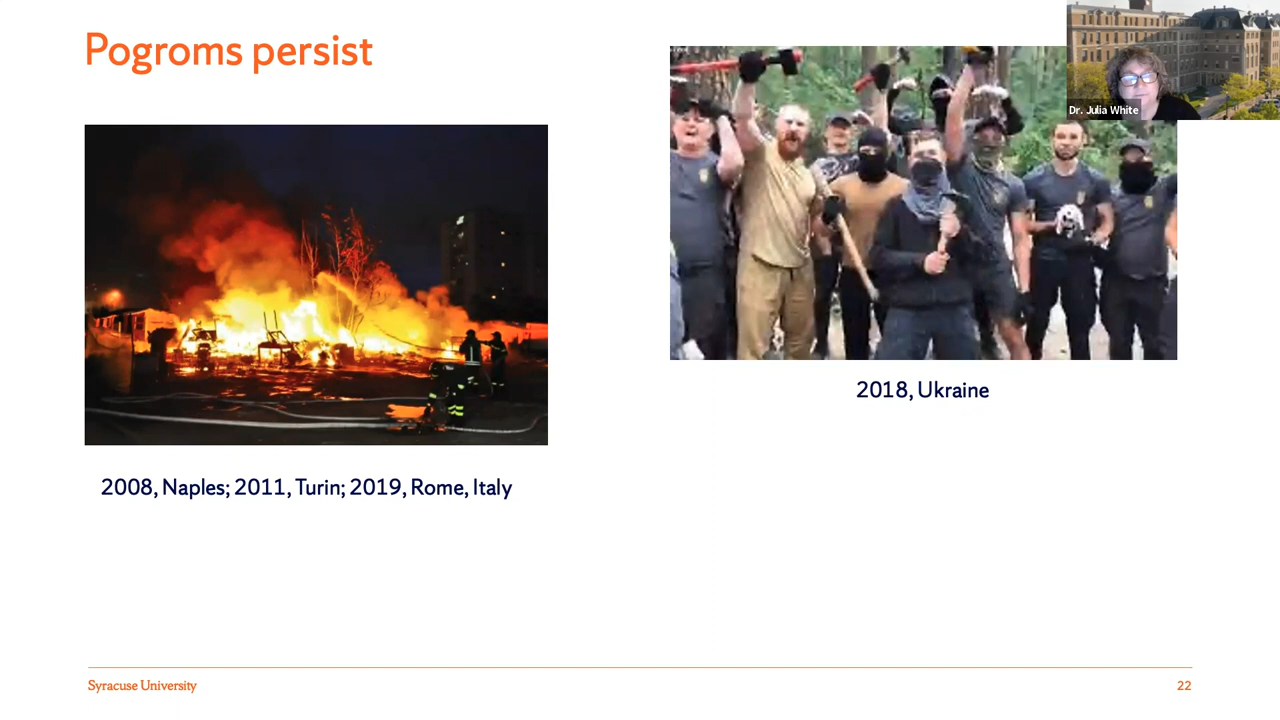 Pogroms persist
Dr. Julia White
2018, Ukraine
2008, Naples; 2011, Turin; 2019, Rome, Italy
Syracuse University
22